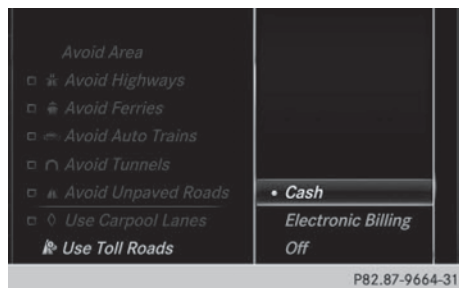 Avoid Area
Avoid Highways
Avoid Ferries
Avoid Auto Trains
Avoid Tunnels
Avoid Unpaved Roads
Use Carpool Lanes
Use Toll Roads
• Cash
Electronic Billing
Off
P82.87-9664-31